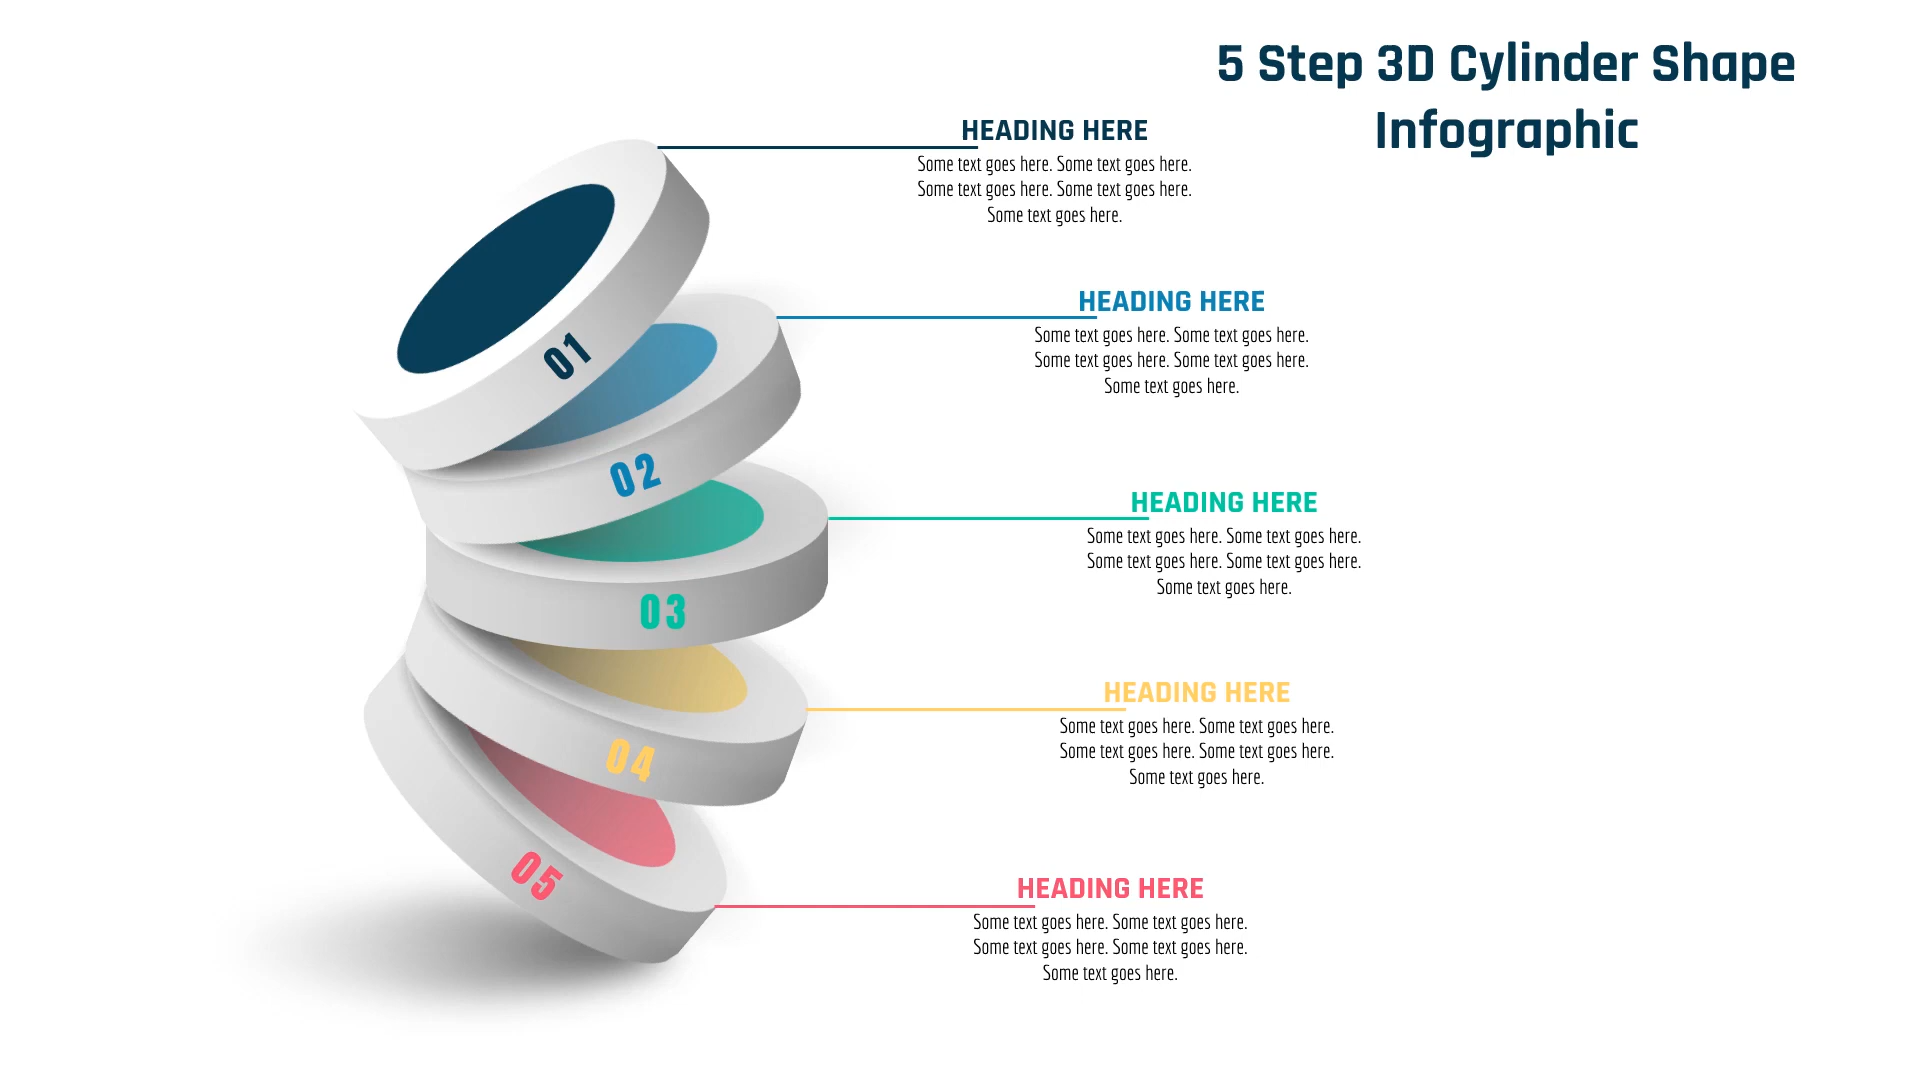 5 Step 3D Cylinder Shape
Infographic
01
HEADING HERE
Some text goes here. Some text goes here.
Some text goes here. Some text goes here.
Some text goes here.
02
HEADING HERE
Some text goes here. Some text goes here.
Some text goes here. Some text goes here.
Some text goes here.
03
HEADING HERE
Some text goes here. Some text goes here.
Some text goes here. Some text goes here.
Some text goes here.
04
HEADING HERE
Some text goes here. Some text goes here.
Some text goes here. Some text goes here.
Some text goes here.
05
HEADING HERE
Some text goes here. Some text goes here.
Some text goes here. Some text goes here.
Some text goes here.